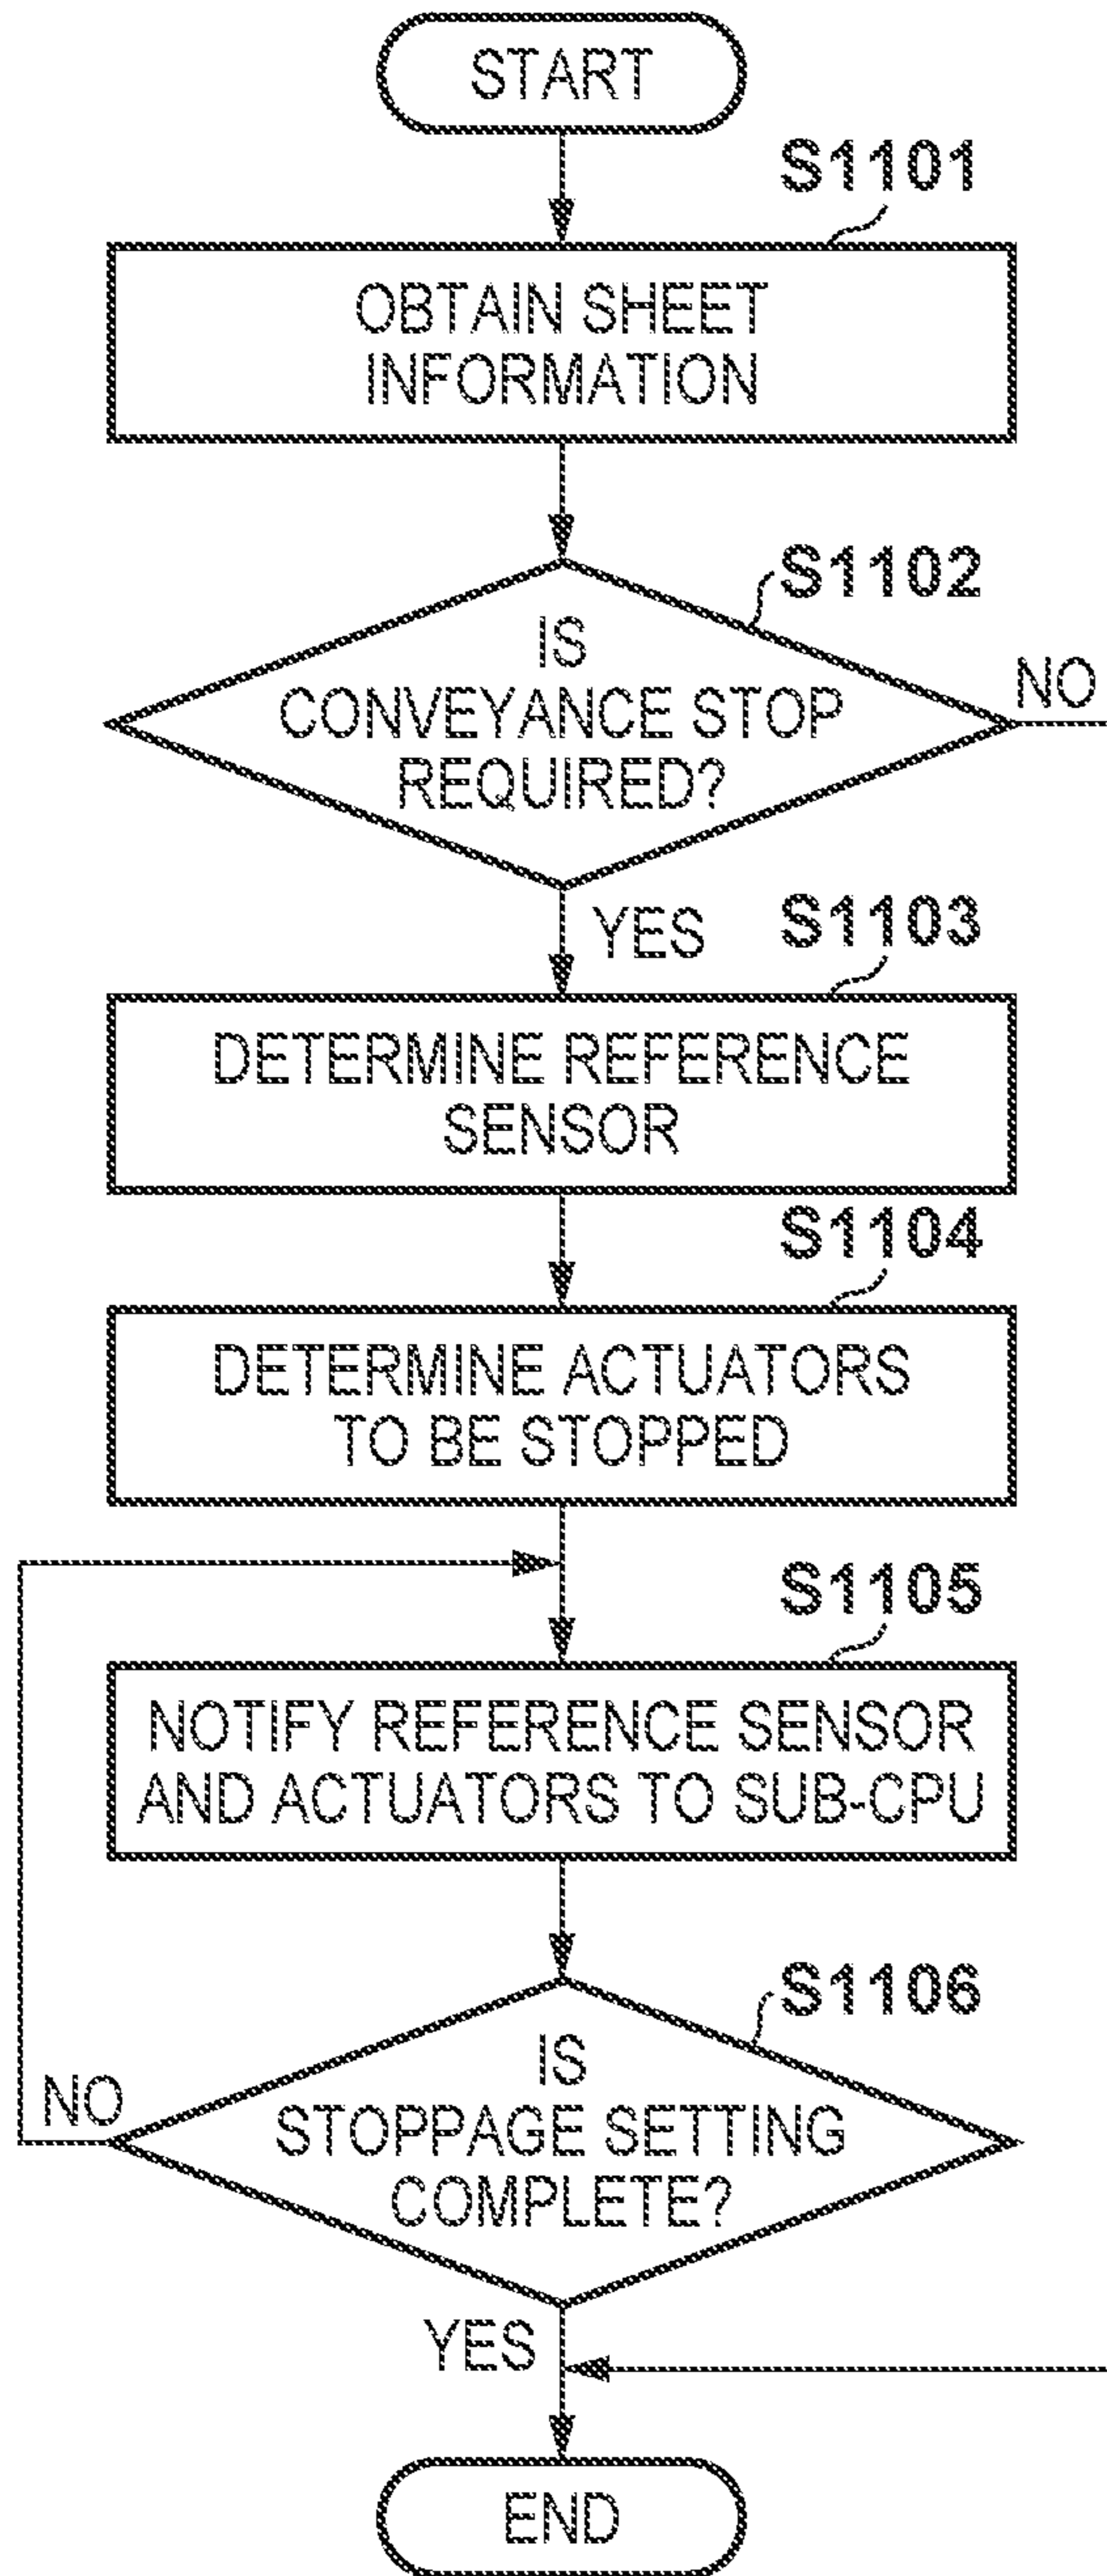 START
S1101
OBTAIN SHEET
INFORMATION
S1102
IS
CONVEYANCE STOP
REQUIRED?
NO
YES
S1103
DETERMINE REFERENCE
SENSOR
S1104
DETERMINE ACTUATORS
TO BE STOPPED
S1105
NOTIFY REFERENCE SENSOR
AND ACTUATORS TO SUB-CPU
S1106
IS
STOPPAGE SETTING
COMPLETE?
NO
YES
END